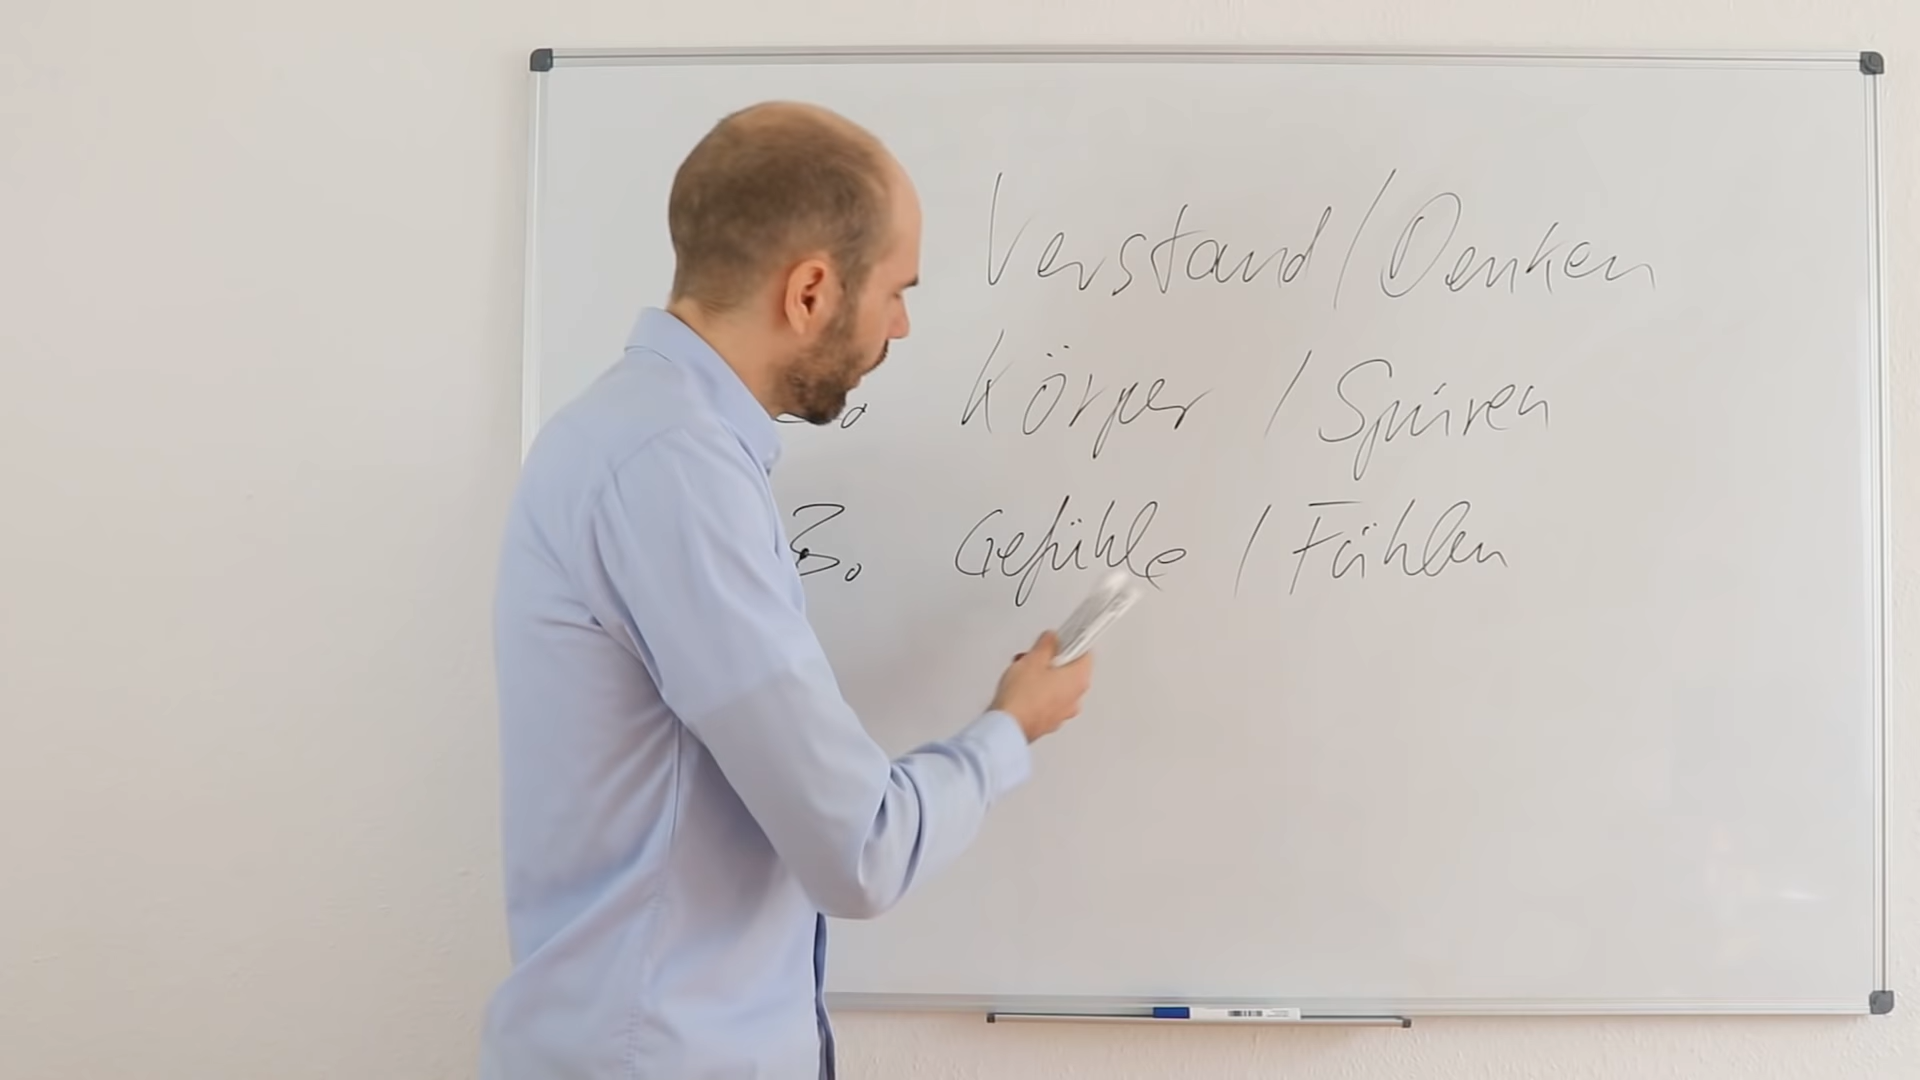 Verstand / Denken
Körper / Spüren
3. Gefühle / Fühlen